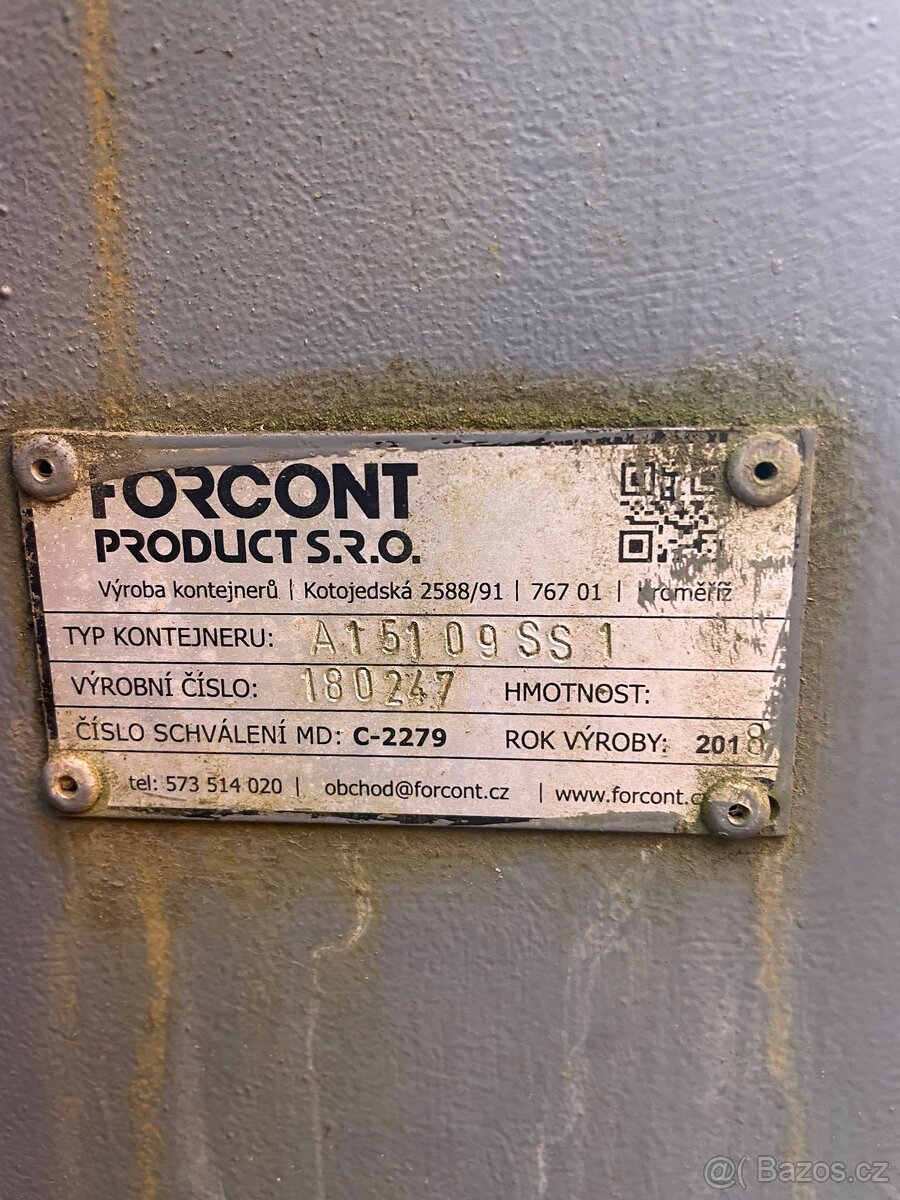 FORCONT
PRODUCT S.R.O.
Výroba kontejnerů | Kotojedská 2588/91 | 767 01 | Kroměříž
TYP KONTEJNERU: A15109SS1
VÝROBNÍ ČÍSLO: 180247 HMOTNOST:
ČÍSLO SCHVÁLENÍ MD: C-2279 ROK VÝROBY: 2018
tel: 573 514 020 | obchod@forcont.cz | www.forcont.c
@( Bazos.cz